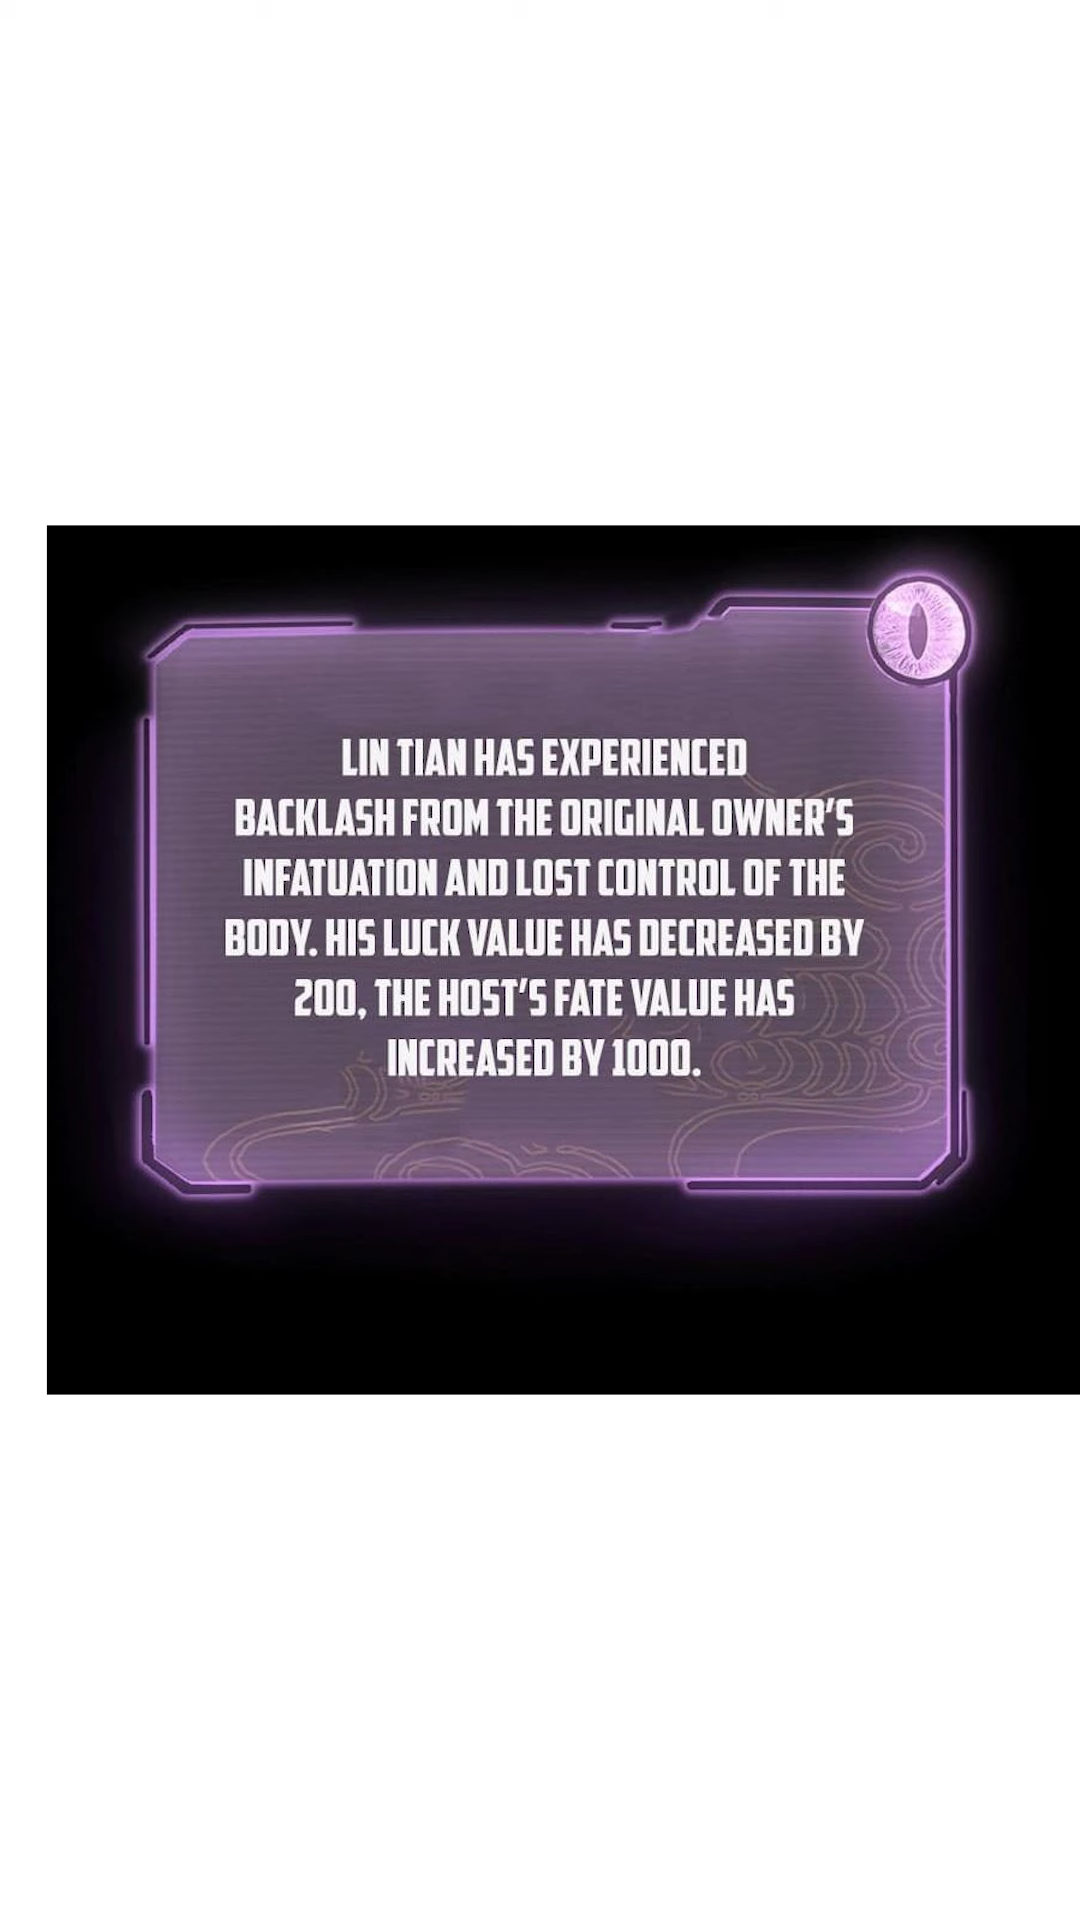 LIN TIAN HAS EXPERIENCED
BACKLASH FROM THE ORIGINAL OWNER'S
INFATUATION AND LOST CONTROL OF THE
BODY. HIS LUCK VALUE HAS DECREASED BY
200, THE HOST'S FATE VALUE HAS
INCREASED BY 1000.